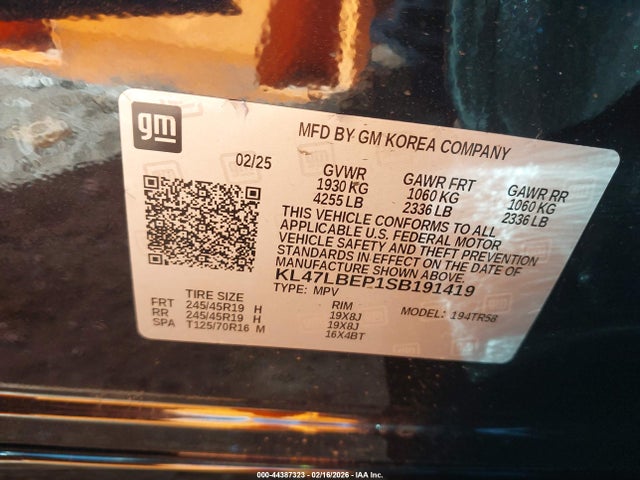 gm
MFD BY GM KOREA COMPANY
02/25
GVWR
1930 KG
4255 LB
GAWR FRT
1060 KG
2336 LB
GAWR RR
1060 KG
2336 LB
THIS VEHICLE CONFORMS TO ALL
APPLICABLE U.S. FEDERAL MOTOR
VEHICLE SAFETY AND THEFT PREVENTION
STANDARDS IN EFFECT ON THE DATE OF
MANUFACTURE SHOWN ABOVE.
KL47LBEP1SB191419
TYPE: MPV
MODEL: 194TR58
TIRE SIZE
RIM
FRT 245/45R19 H 19X8J
RR 245/45R19 H 19X8J
SPA T125/70R16 M 16X4BT
000-44387323 - 02/16/2026 - IAA Inc.